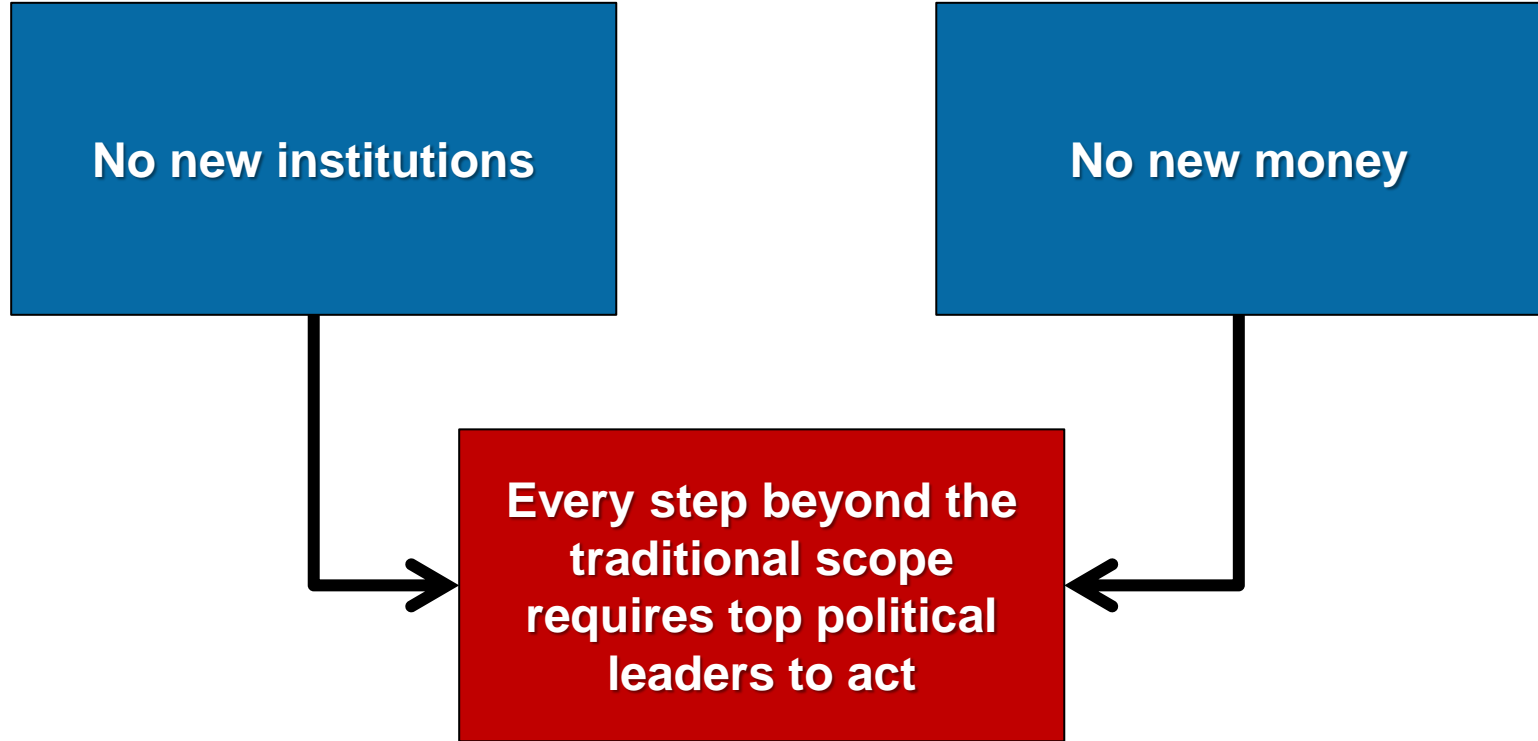 No new institutions
No new money
Every step beyond the
traditional scope
requires top political
leaders to act